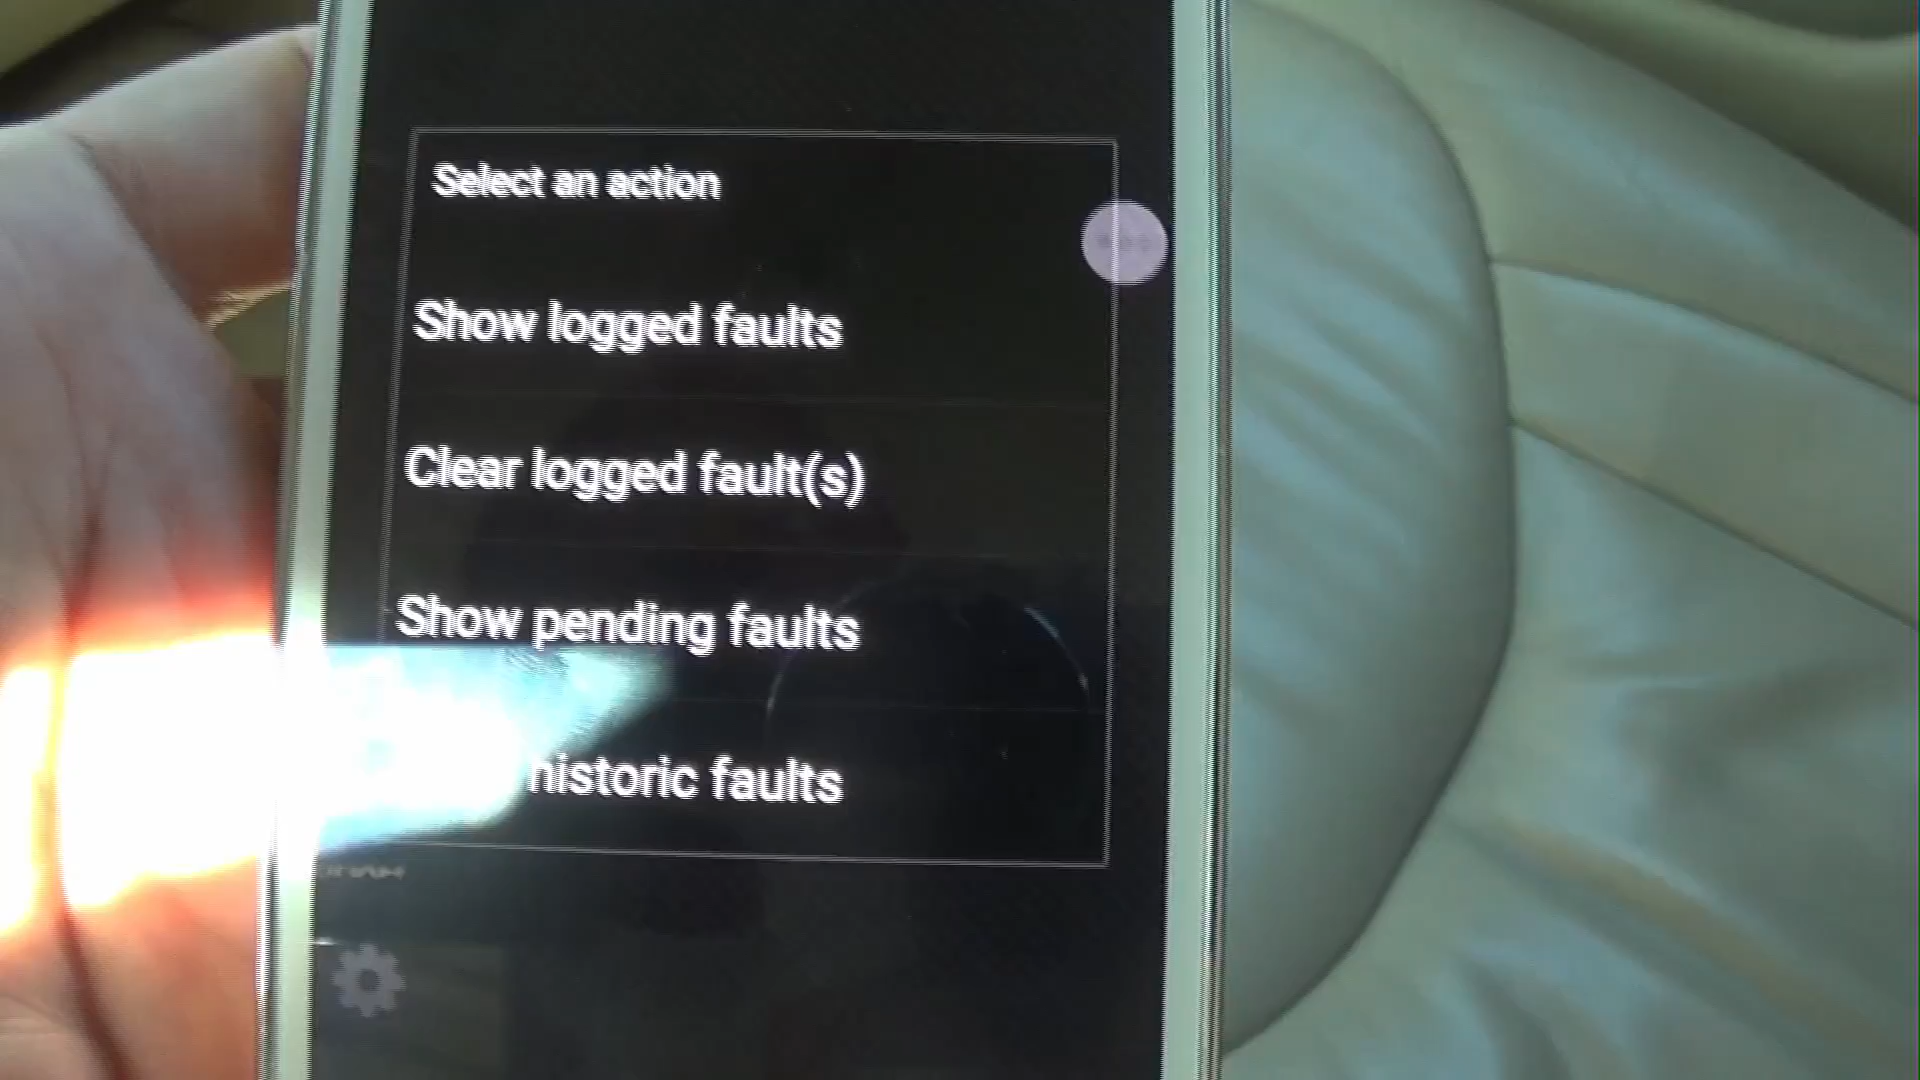 Select an action
Show logged faults
Clear logged fault(s)
Show pending faults
historic faults